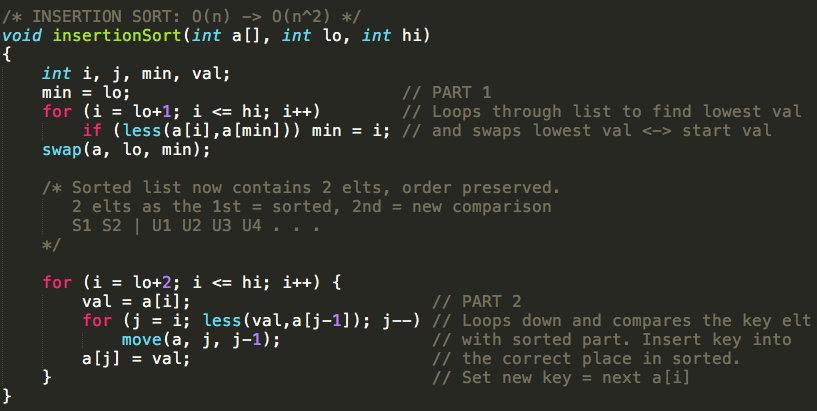 /* INSERTION SORT: O(n) -> O(n^2) */
void insertionSort(int a[], int lo, int hi)
{
    int i, j, min, val;
    min = lo;                           // PART 1
    for (i = lo+1; i <= hi; i++)        // Loops through list to find lowest val
        if (less(a[i],a[min])) min = i; // and swaps lowest val <-> start val
    swap(a, lo, min);

    /* Sorted list now contains 2 elts, order preserved.
       2 elts as the 1st = sorted, 2nd = new comparison
       S1 S2 | U1 U2 U3 U4 . . .
    */

    for (i = lo+2; i <= hi; i++) {
        val = a[i];                        // PART 2
        for (j = i; less(val,a[j-1]); j--) // Loops down and compares the key elt
            move(a, j, j-1);               // with sorted part. Insert key into
        a[j] = val;                        // the correct place in sorted.
    }                                      // Set new key = next a[i]
}